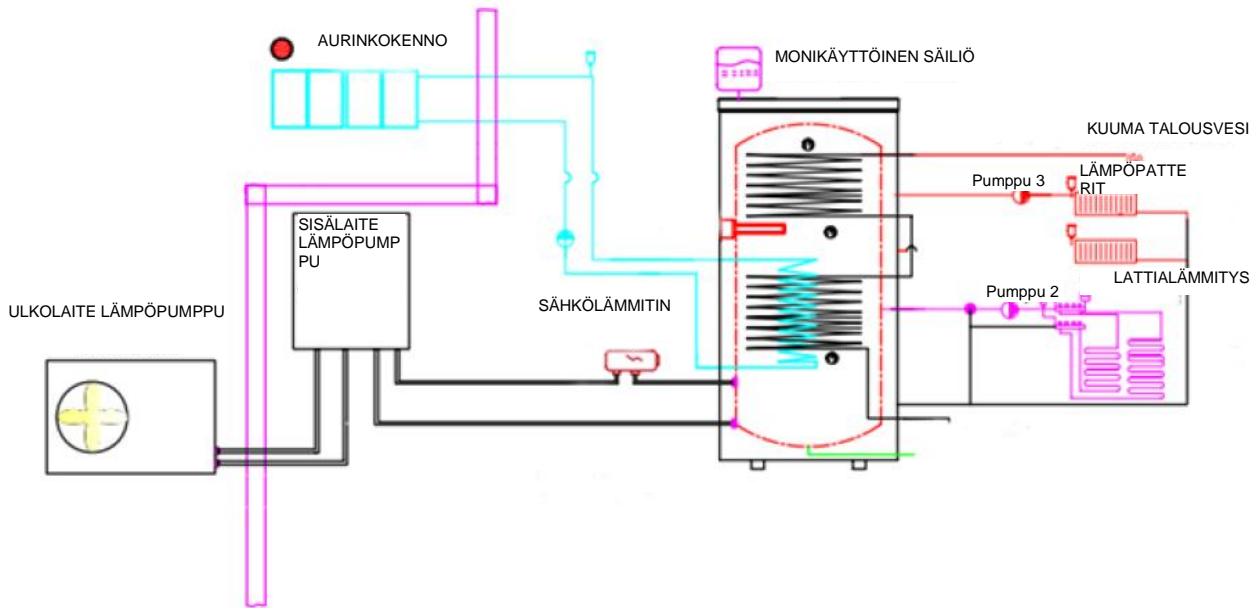 AURINKOKENNO
MONIKÄYTTÖINEN SÄILIÖ
KUUMA TALOUSVESI
Pumppu 3
LÄMPÖPATTE
RIT
SISÄLAITE
LÄMPÖPUMP
PU
LATTIALÄMMITYS
Pumppu 2
SÄHKÖLÄMMITIN
ULKOLAITE LÄMPÖPUMPPU